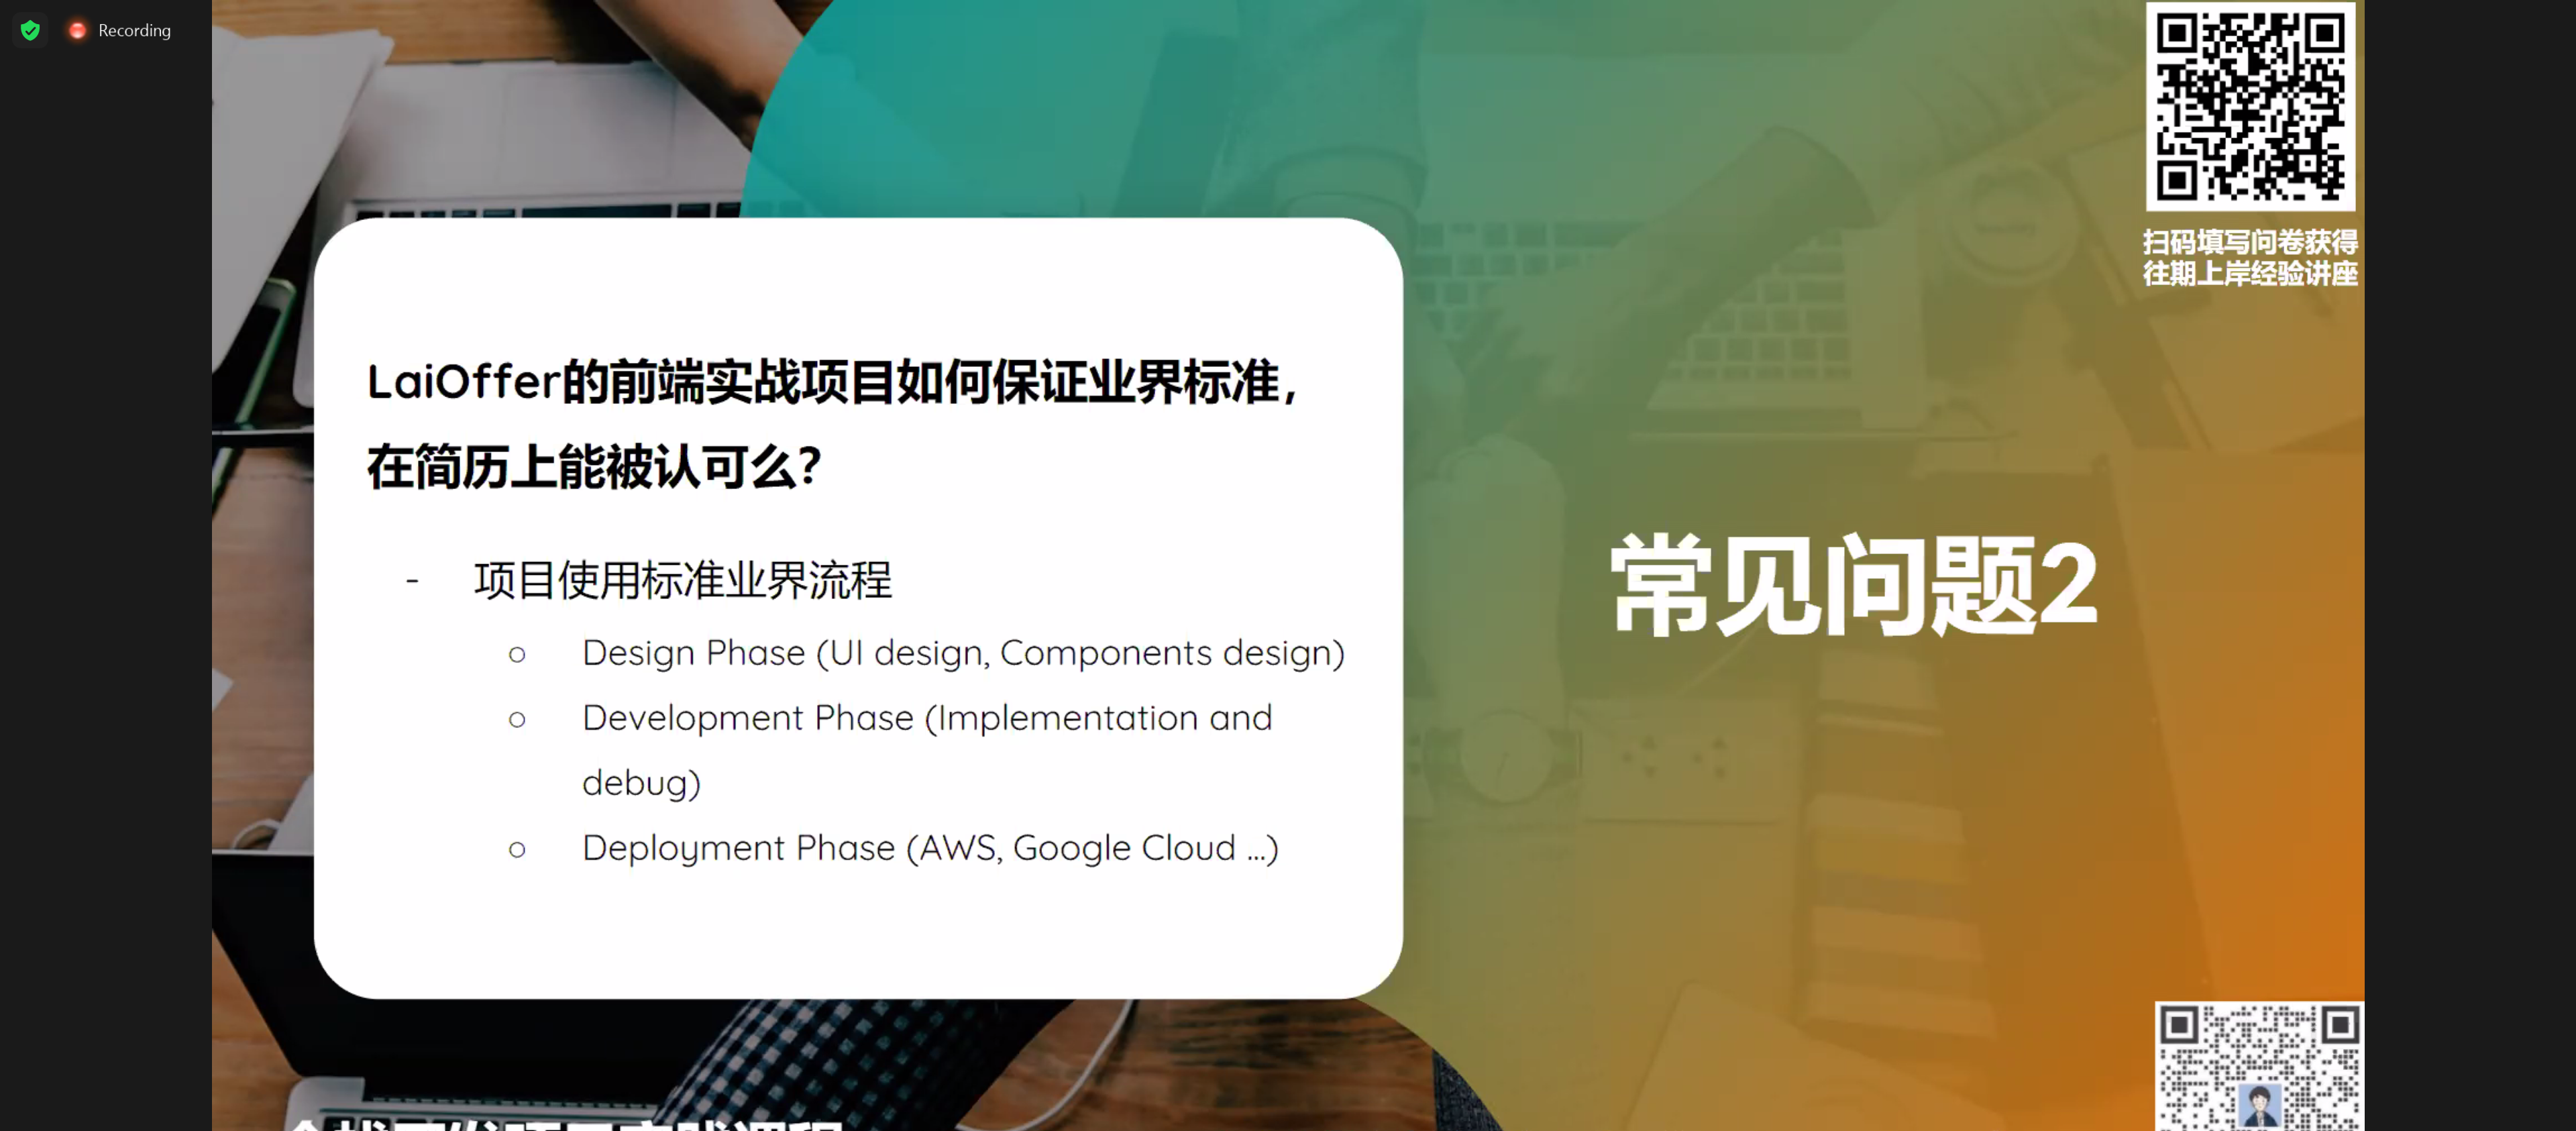 Recording
扫码填写问卷获得
往期上岸经验讲座
LaiOffer的前端实战项目如何保证业界标准,
在简历上能被认可么?
- 项目使用标准业界流程
○ Design Phase (UI design, Components design)
○ Development Phase (Implementation and
debug)
○ Deployment Phase (AWS, Google Cloud ...)
常见问题2